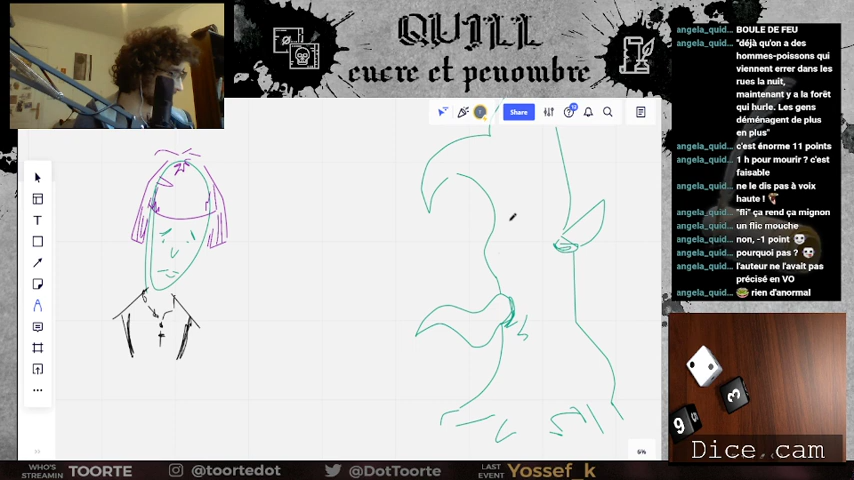 QUILL
encre et penombre
Share
6%
angela_quid... BOULE DE FEU
angela_quid... "déjà qu'on a des
hommes-poissons qui
viennent errer dans les
rues la nuit,
maintenant y a la forêt
qui hurle. Les gens
déménagent de plus
en plus"
angela_quid... c'est énorme 11 points
angela_quid... 1 h pour mourir ? c'est
faisable
angela_quid... ne le dis pas à voix
haute !
angela_quid... "fli" ça rend ça mignon
angela_quid... un flic mouche
angela_quid... non, -1 point
angela_quid... pourquoi pas ?
angela_quid... l'auteur ne l'avait pas
précisé en VO
angela_quid... rien d'anormal
3
9
Dice.cam
WHO'S STREAMIN TOORTE @toortedot @DotToorte LAST EVENT Yossef_k